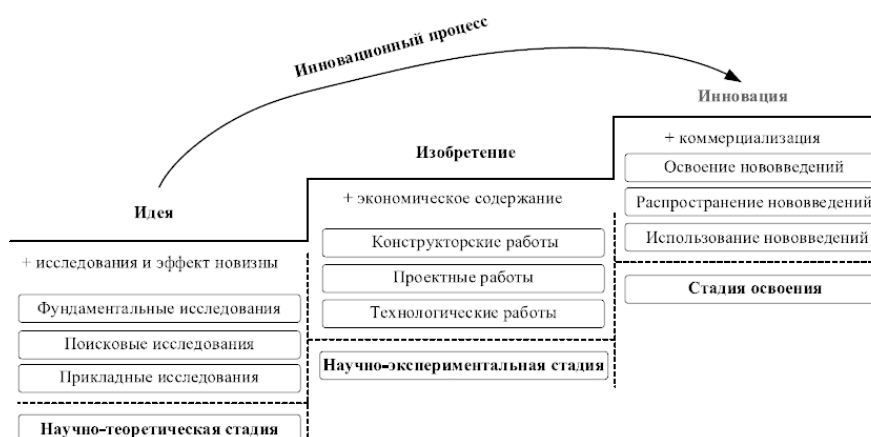 Инновационный процесс
Инновация
+ коммерциализация
Освоение нововведений
Распространение нововведений
Использование нововведений
Стадия освоения
Изобретение
+ экономическое содержание
Конструкторские работы
Проектные работы
Технологические работы
Научно-экспериментальная стадия
Идея
+ исследования и эффект новизны
Фундаментальные исследования
Поисковые исследования
Прикладные исследования
Научно-теоретическая стадия